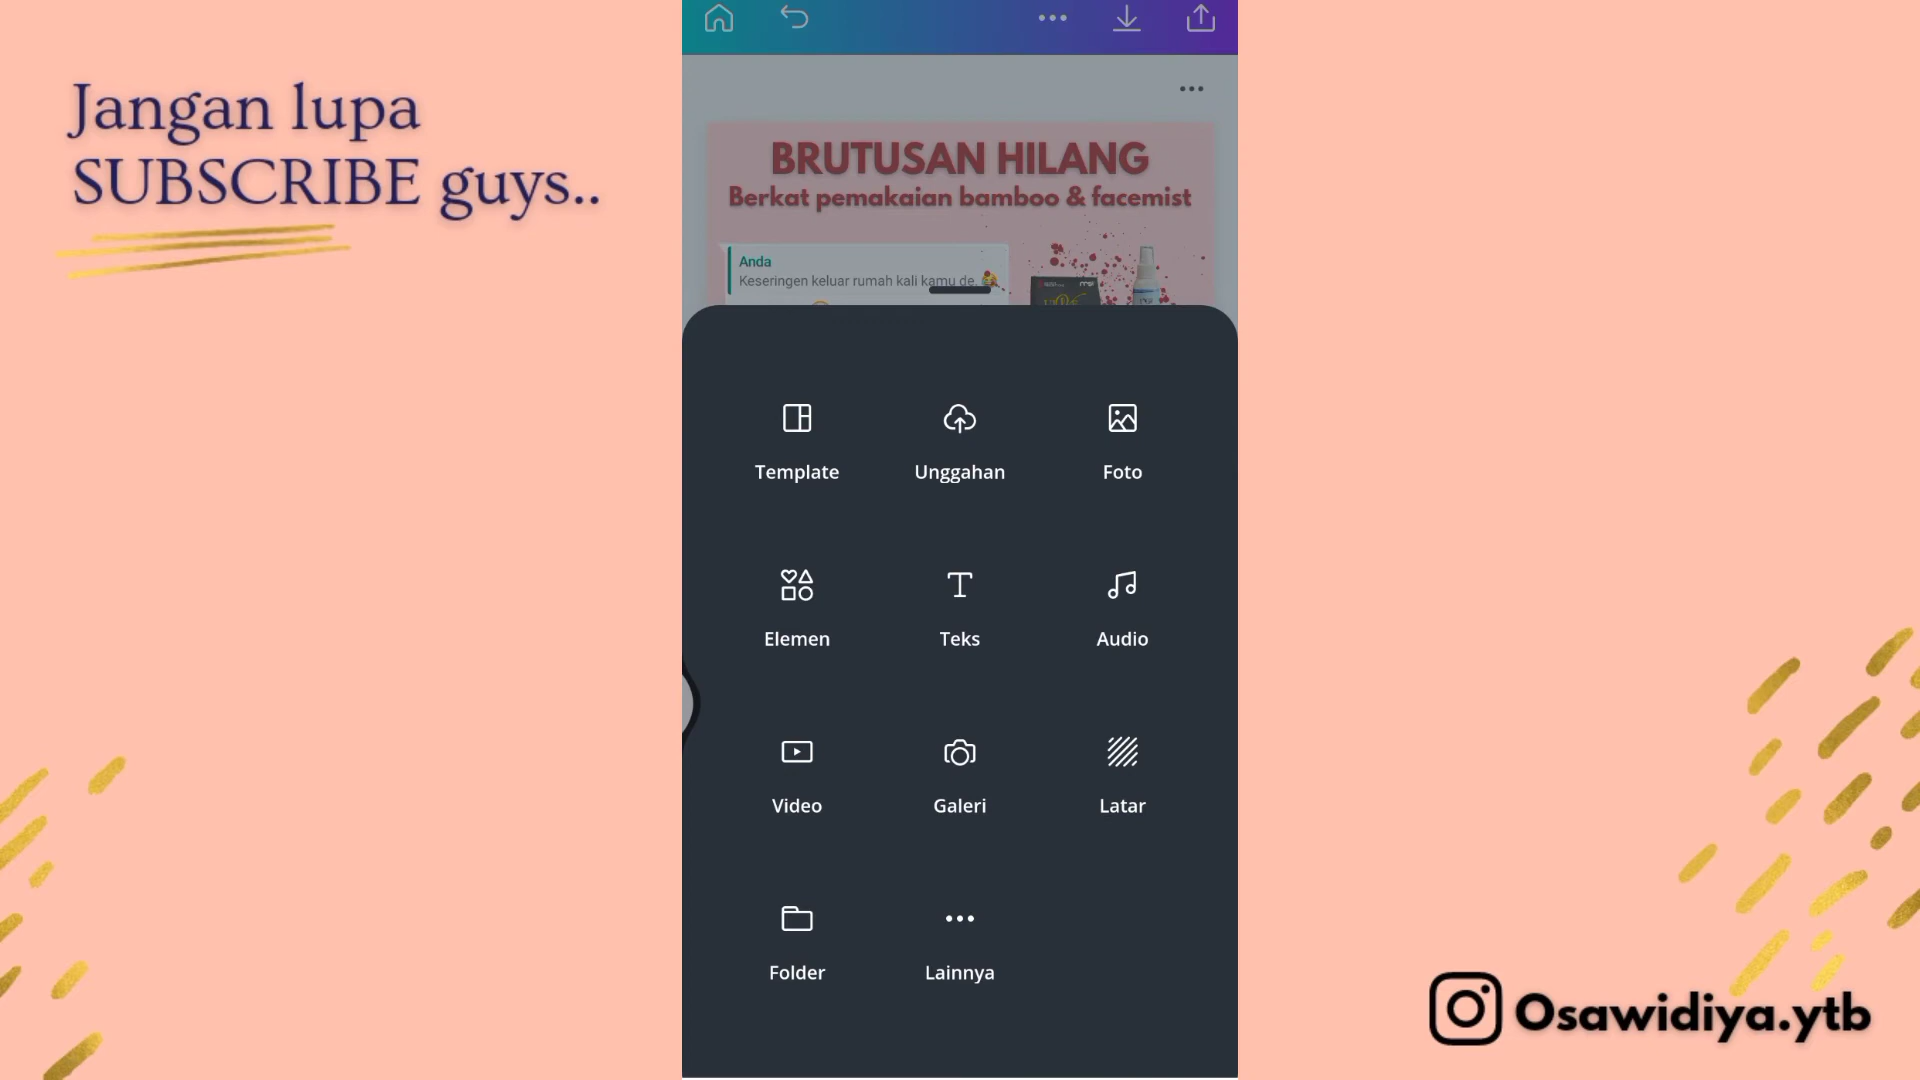 Jangan lupa
SUBSCRIBE guys..
BRUTUSAN HILANG
Berkat pemakaian bamboo & facemist
Anda
Keseringen keluar rumah kali kamu de.
Template
Unggahan
Foto
Elemen
Teks
Audio
Video
Galeri
Latar
Folder
Lainnya
Osawidiya.ytb